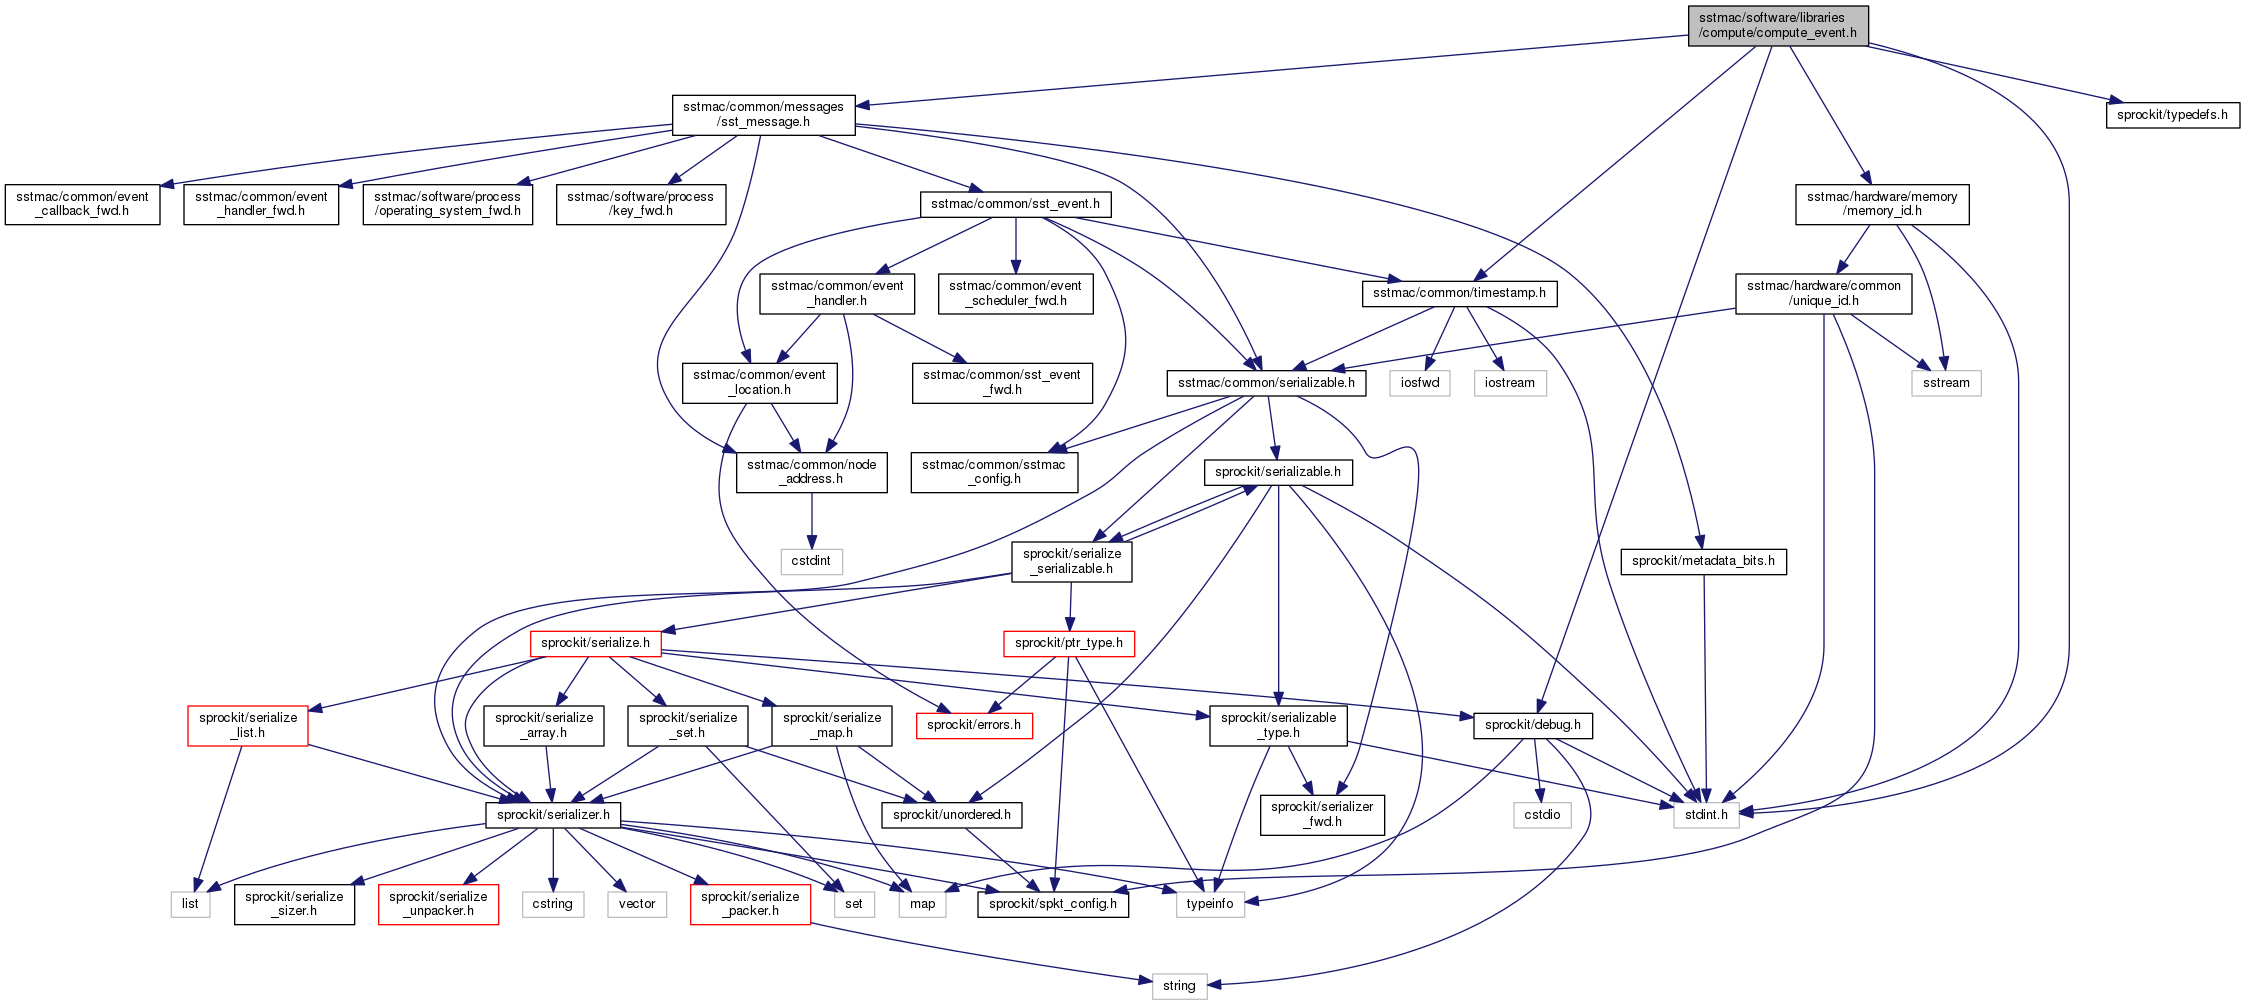 sstmac/software/libraries
/compute/compute_event.h
sstmac/common/messages
/sst_message.h
sprockit/typedefs.h
sstmac/common/event
_callback_fwd.h
sstmac/common/event
_handler_fwd.h
sstmac/software/process
/operating_system_fwd.h
sstmac/software/process
/key_fwd.h
sstmac/common/sst_event.h
sstmac/hardware/memory
/memory_id.h
sstmac/common/event
_handler.h
sstmac/common/event
_scheduler_fwd.h
sstmac/common/timestamp.h
sstmac/hardware/common
/unique_id.h
sstmac/common/event
_location.h
sstmac/common/sst_event
_fwd.h
sstmac/common/serializable.h
iosfwd
iostream
sstream
sstmac/common/node
_address.h
sstmac/common/sstmac
_config.h
sprockit/serializable.h
cstdint
sprockit/serialize
_serializable.h
sprockit/metadata_bits.h
sprockit/serialize.h
sprockit/ptr_type.h
sprockit/serialize
_list.h
sprockit/serialize
_array.h
sprockit/serialize
_set.h
sprockit/serialize
_map.h
sprockit/errors.h
sprockit/serializable
_type.h
sprockit/debug.h
sprockit/serializer.h
sprockit/unordered.h
sprockit/serializer
_fwd.h
cstdio
stdint.h
list
sprockit/serialize
_sizer.h
sprockit/serialize
_unpacker.h
cstring
vector
sprockit/serialize
_packer.h
set
map
sprockit/spkt_config.h
typeinfo
string